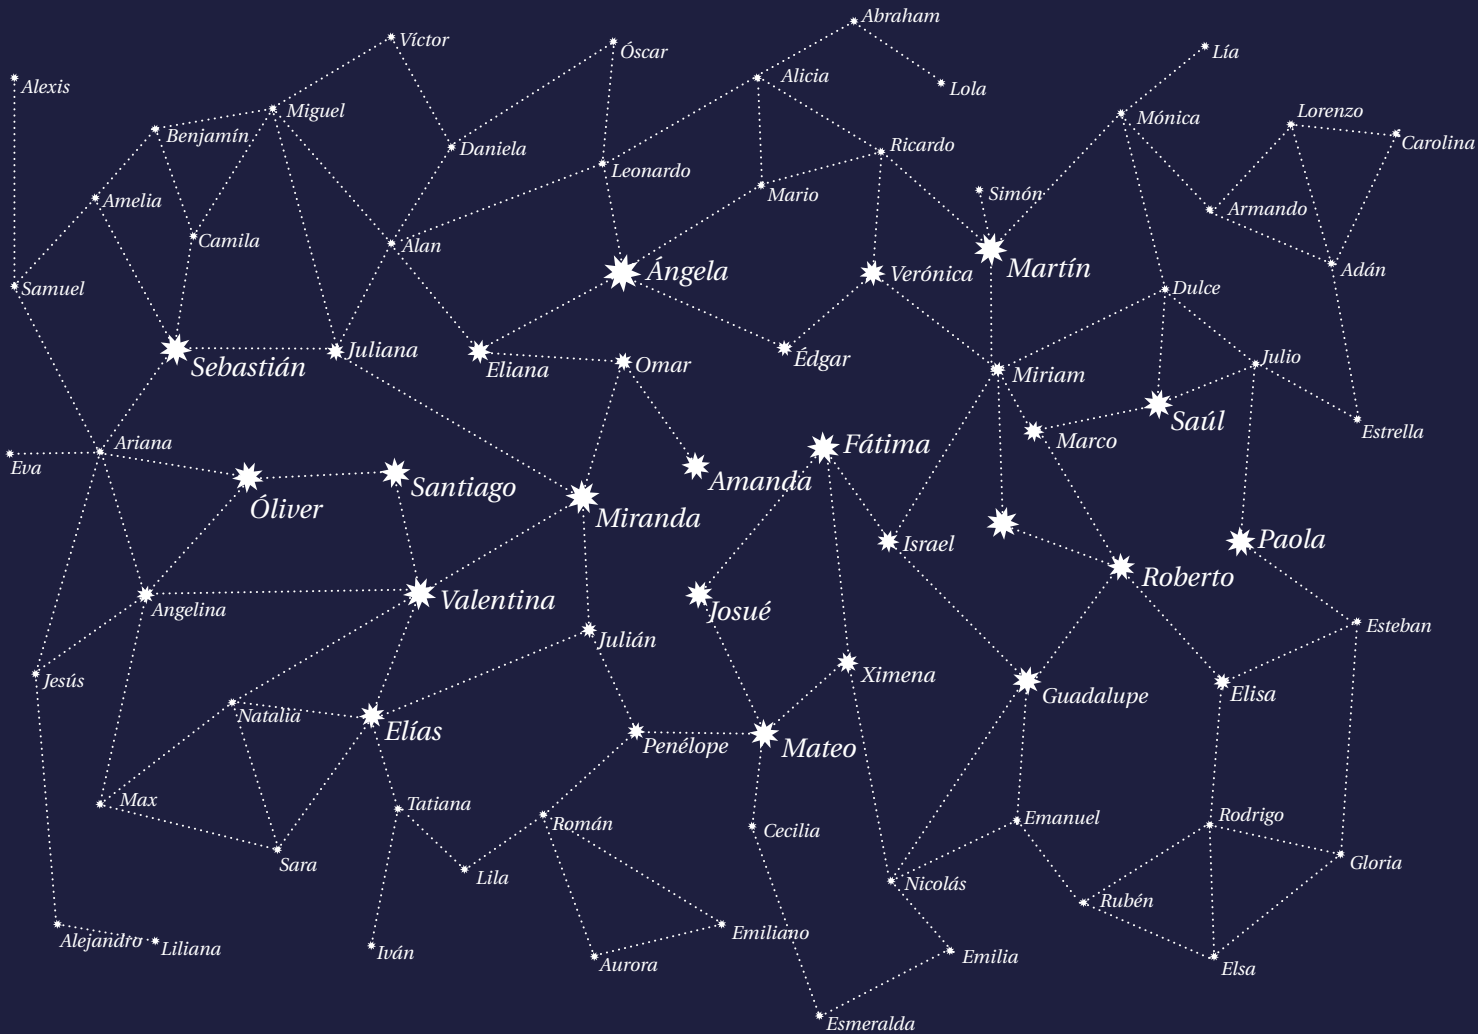 Abraham
Víctor
Óscar
Lía
Alicia
Alexis
Lola
Miguel
Lorenzo
Mónica
Benjamín
Carolina
Ricardo
Daniela
Leonardo
Simón
Mario
Amelia
Armando
Camila
Alan
Martín
Adán
Ángela
Verónica
Samuel
Dulce
Juliana
Julio
Édgar
Sebastián
Omar
Eliana
Miriam
Saúl
Estrella
Ariana
Marco
Fátima
Eva
Amanda
Santiago
Óliver
Miranda
Paola
Israel
Roberto
Valentina
Angelina
Josué
Esteban
Julián
Ximena
Jesús
Guadalupe
Elisa
Natalia
Elías
Penélope
Mateo
Max
Tatiana
Rodrigo
Emanuel
Román
Cecilia
Gloria
Sara
Lila
Nicolás
Rubén
Emiliano
Alejandro
Liliana
Iván
Emilia
Aurora
Elsa
Esmeralda